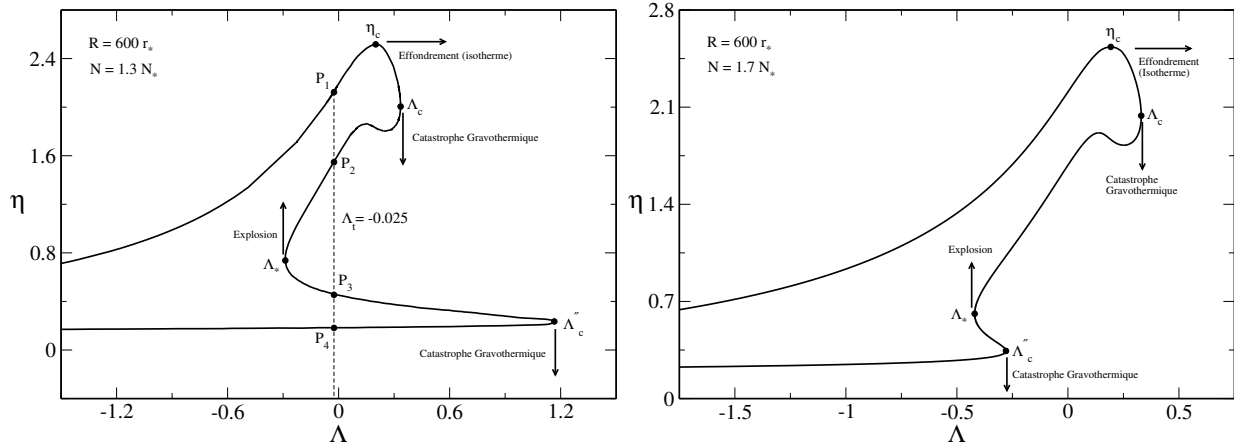 R = 600 r*
N = 1.3 N*
ηc
Effondrement (isotherme)
P1
Λc
Catastrophe Gravothermique
P2
Λt= -0.025
Explosion
Λ*
P3
Λc″
P4
Catastrophe Gravothermique
η
2.4
1.6
0.8
0
-1.2
-0.6
0
0.6
1.2
Λ
R = 600 r*
N = 1.7 N*
ηc
Effondrement
(Isotherme)
Λc
Catastrophe
Gravothermique
Explosion
Λ*
Λc″
Catastrophe Gravothermique
η
2.8
2.1
1.4
0.7
0
-1.5
-1
-0.5
0
0.5
Λ